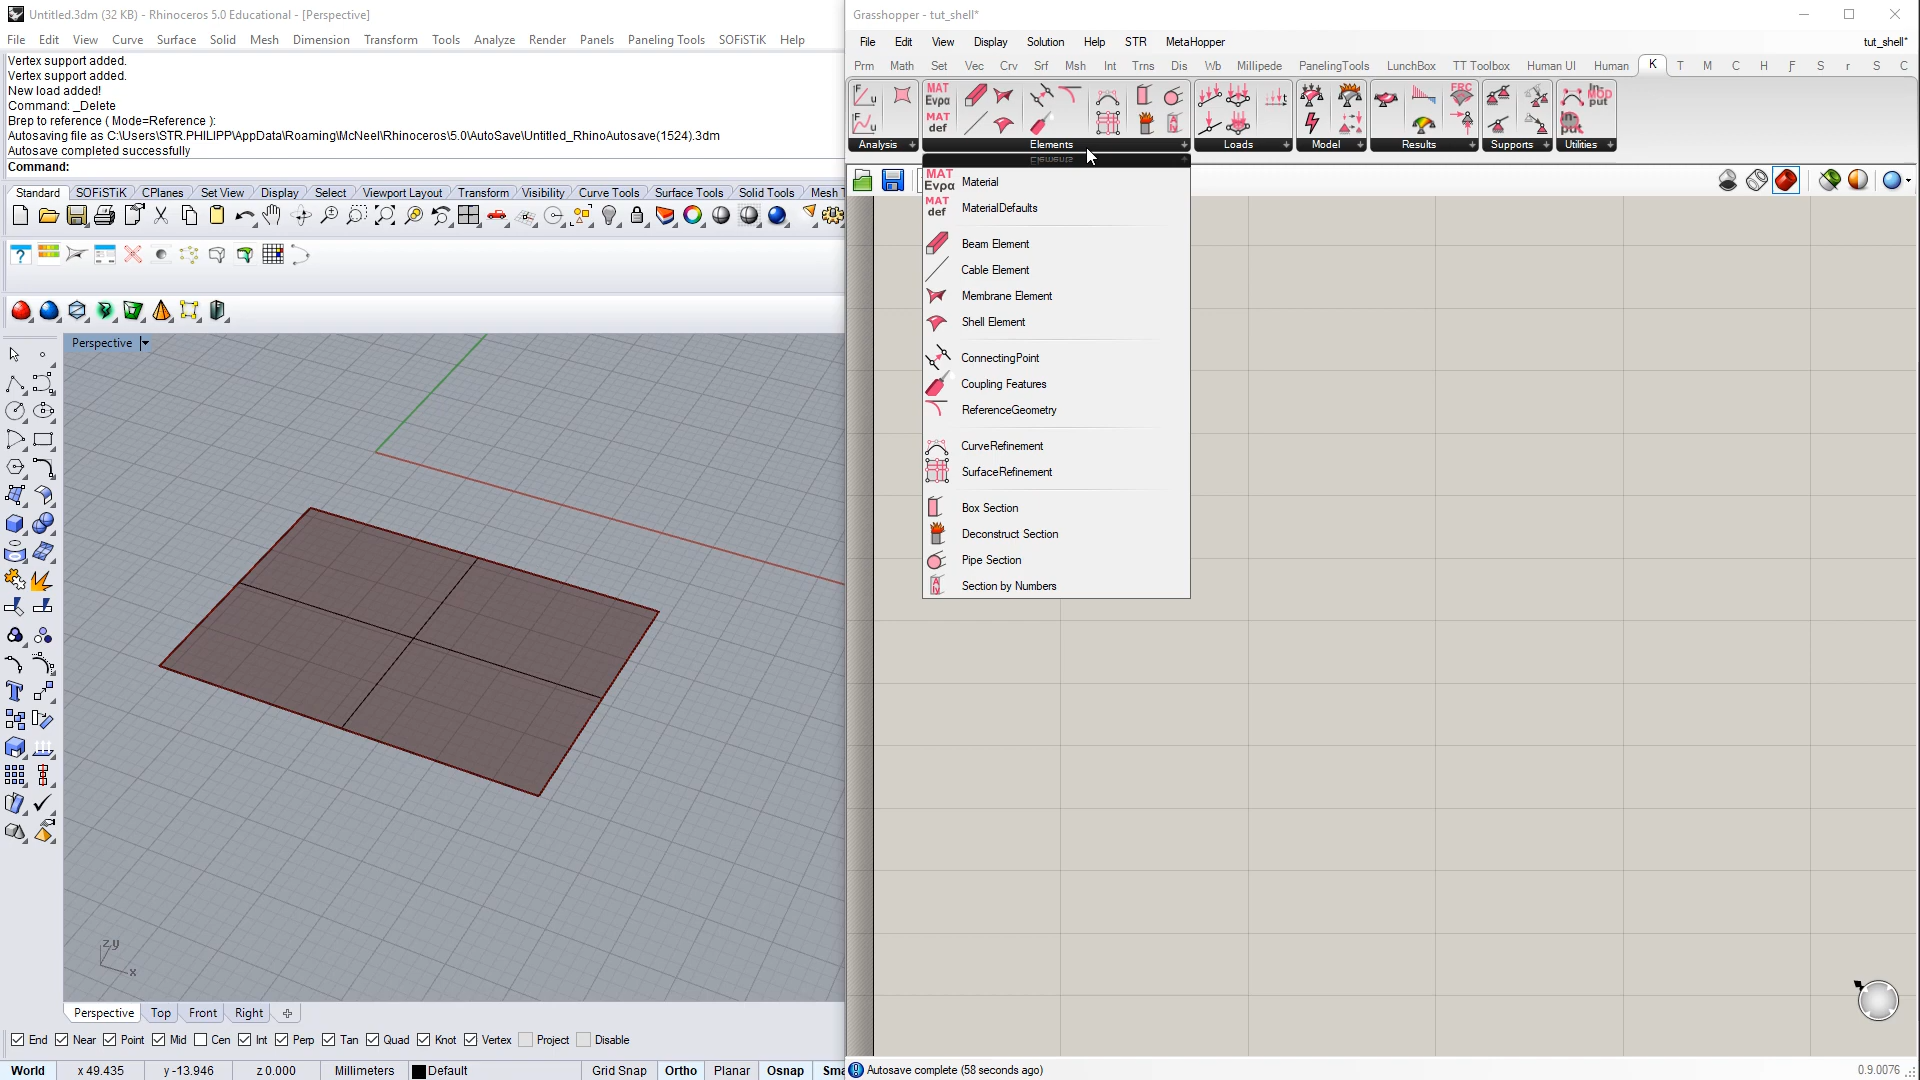 Untitled.3dm (32 KB) - Rhinoceros 5.0 Educational - [Perspective]
File Edit View Curve Surface Solid Mesh Dimension Transform Tools Analyze Render Panels Paneling Tools SOFiSTiK Help
Vertex support added.
Vertex support added.
New load added!
Command: _Delete
Brep to reference ( Mode=Reference ):
Autosaving file as C:\Users\STR.PHILIPP\AppData\Roaming\McNeel\Rhinoceros\5.0\AutoSave\Untitled_RhinoAutosave(1524).3dm
Autosave completed successfully
Command:
Standard SOFiSTiK CPlanes Set View Display Select Viewport Layout Transform Visibility Curve Tools Surface Tools Solid Tools Mesh T
Perspective
z y
x
Perspective Top Front Right
End Near Point Mid Cen Int Perp Tan Quad Knot Vertex Project Disable
World x 49.435 y -13.946 z 0.000 Millimeters Default Grid Snap Ortho Planar Osnap Sma
Grasshopper - tut_shell*
File Edit View Display Solution Help STR MetaHopper tut_shell*
Prm Math Set Vec Crv Srf Msh Int Trns Dis Wb Millipede PanelingTools LunchBox TT Toolbox Human UI Human K T M C H F S r S C
Analysis Elements Loads Model Results Supports Utilities
Elements
MAT Material
MAT def MaterialDefaults
Beam Element
Cable Element
Membrane Element
Shell Element
ConnectingPoint
Coupling Features
ReferenceGeometry
CurveRefinement
SurfaceRefinement
Box Section
Deconstruct Section
Pipe Section
Section by Numbers
Autosave complete (58 seconds ago)
0.9.0076